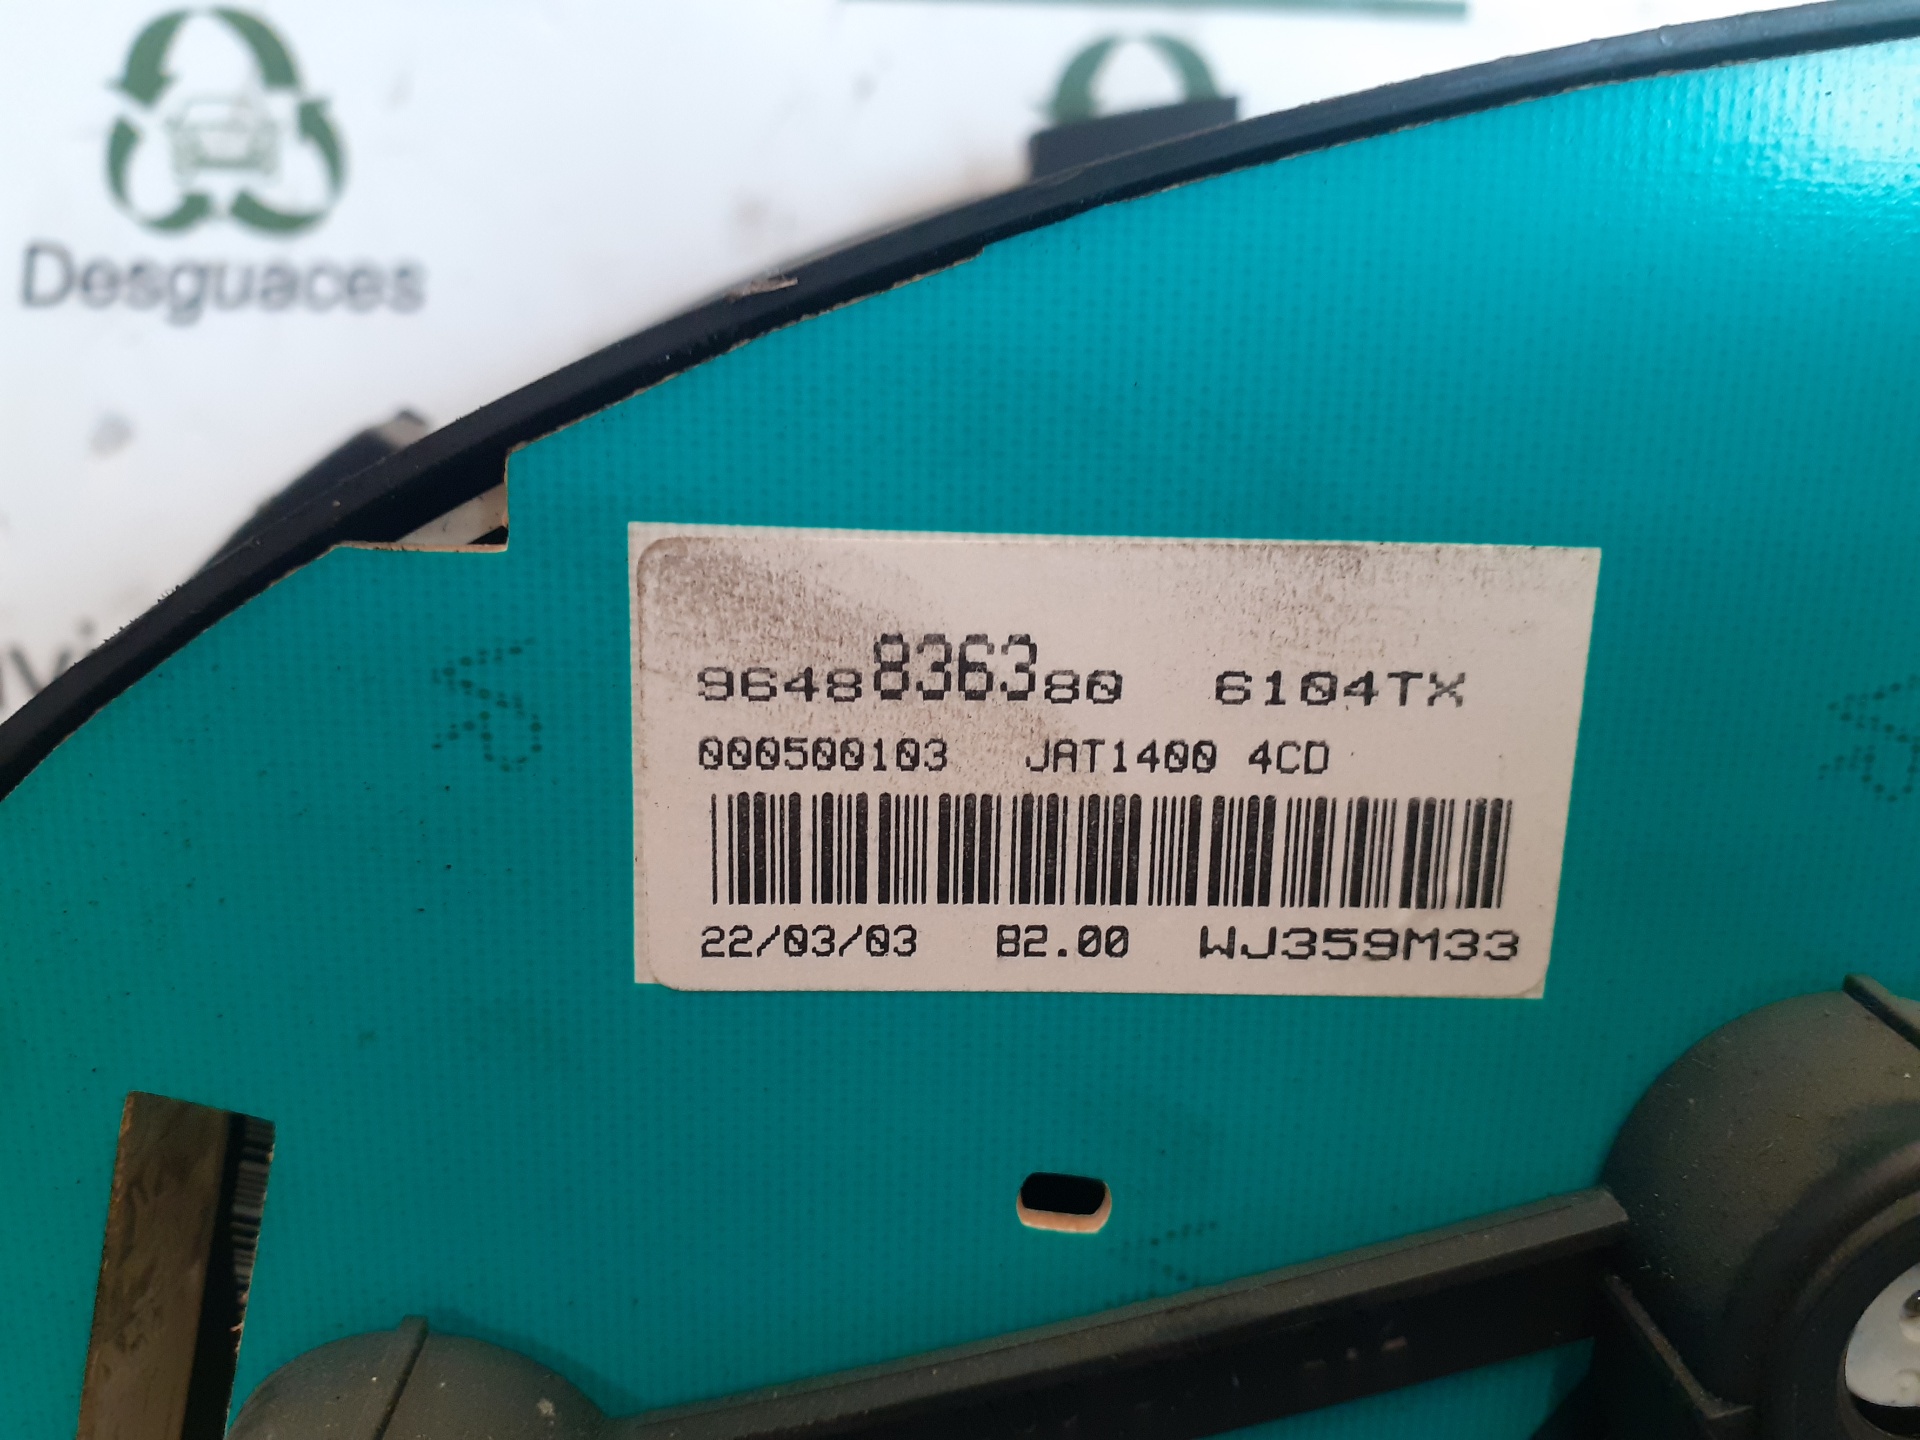 Desguaces
9648836380 6104TX
000500103 JAT1400 4CD
22/03/03 B2.00 WJ359M33